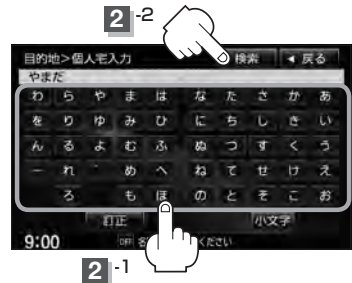 2 -2
目的地>個人宅入力 検索 ◀ 戻る
やまだ
わ ら や ま は な た さ か あ
を り ゆ み ひ に ち し き い
ん る よ む ふ ぬ つ す く う
ー れ ゛ め へ ね て せ け え
ろ も ほ の と そ こ お
訂正 小文字
9:00 ください
2 -1